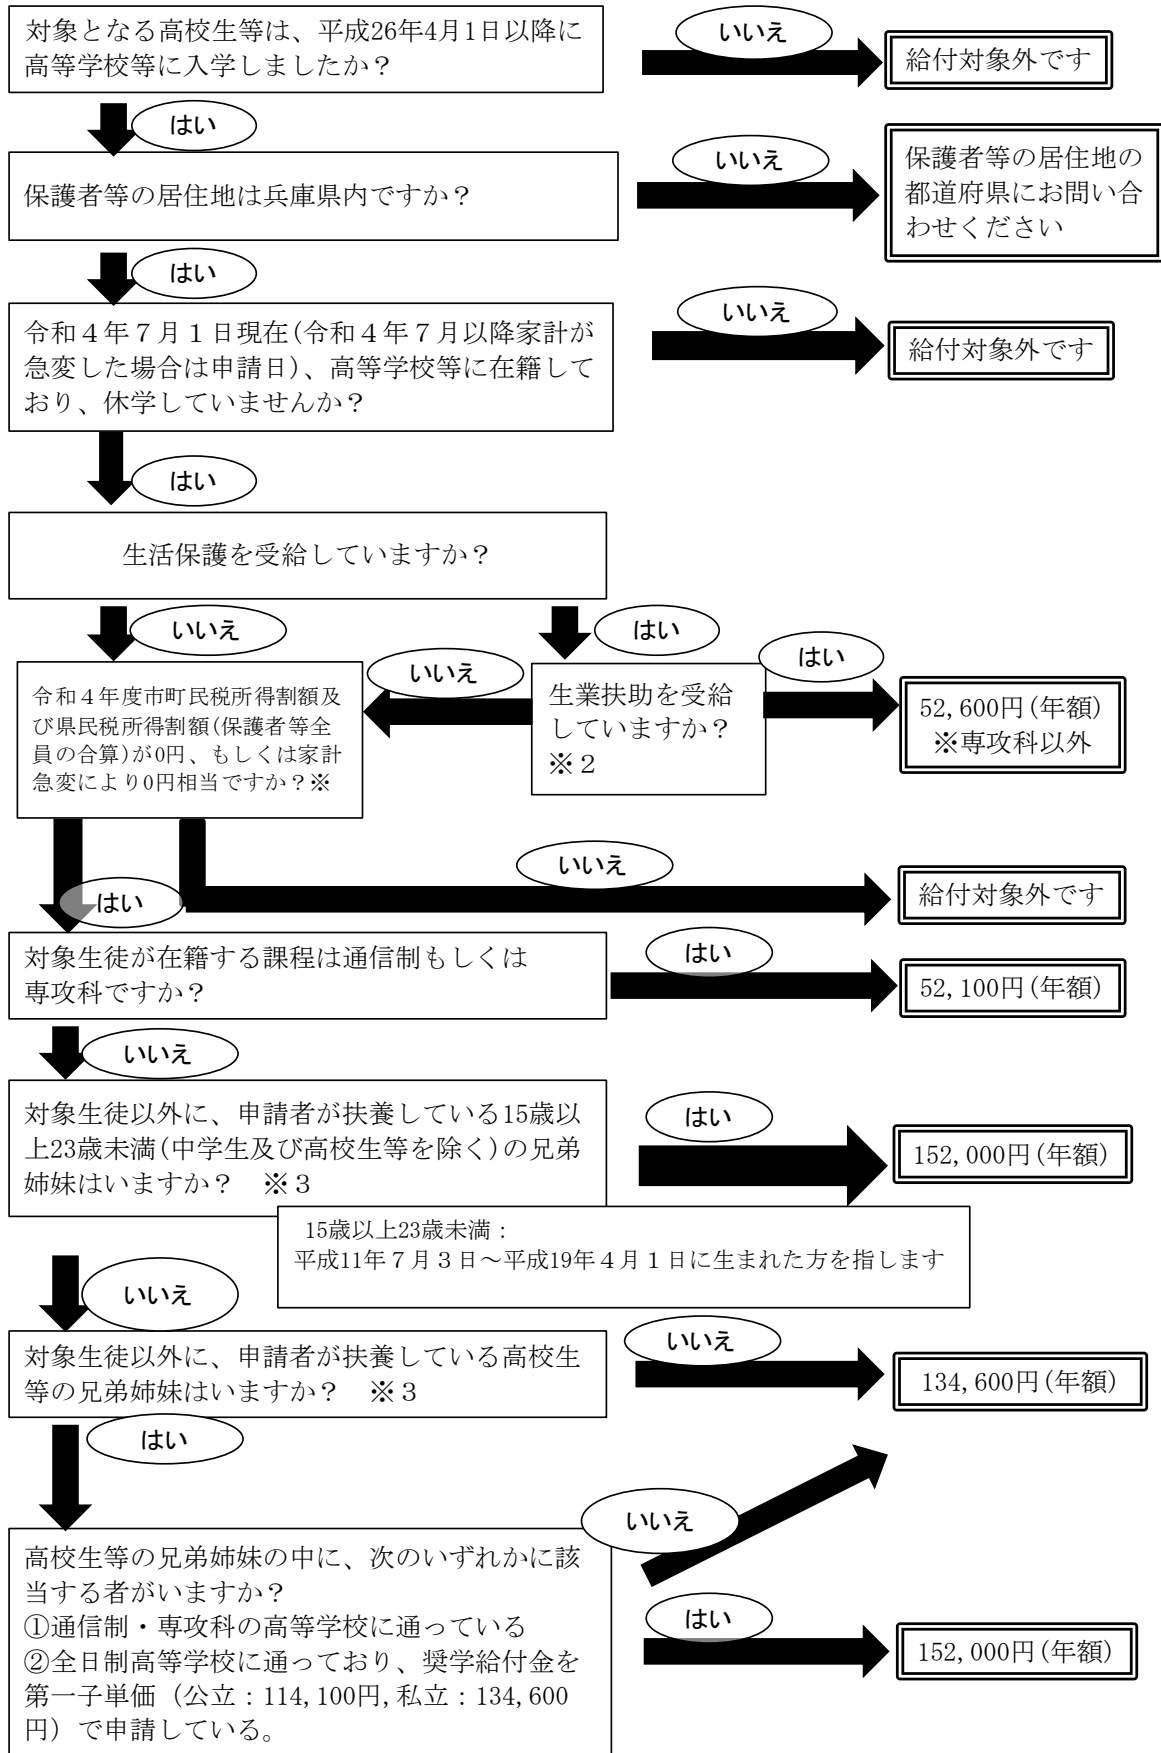 対象となる高校生等は、平成26年4月1日以降に
高等学校等に入学しましたか？
いいえ
給付対象外です
はい
保護者等の居住地は兵庫県内ですか？
いいえ
保護者等の居住地の
都道府県にお問い合
わせください
はい
令和４年７月１日現在(令和４年７月以降家計が
急変した場合は申請日)、高等学校等に在籍して
おり、休学していませんか？
いいえ
給付対象外です
はい
生活保護を受給していますか？
いいえ
はい
令和４年度市町民税所得割額及
び県民税所得割額(保護者等全
員の合算)が0円、もしくは家計
急変により0円相当ですか？※
いいえ
生業扶助を受給
していますか？
※２
はい
52,600円(年額)
※専攻科以外
いいえ
給付対象外です
はい
対象生徒が在籍する課程は通信制もしくは
専攻科ですか？
はい
52,100円(年額)
いいえ
対象生徒以外に、申請者が扶養している15歳以
上23歳未満(中学生及び高校生等を除く)の兄弟
姉妹はいますか？　※３
はい
152,000円(年額)
15歳以上23歳未満：
平成11年７月３日～平成19年４月１日に生まれた方を指します
いいえ
対象生徒以外に、申請者が扶養している高校生
等の兄弟姉妹はいますか？　※３
いいえ
134,600円(年額)
はい
高校生等の兄弟姉妹の中に、次のいずれかに該
当する者がいますか？
①通信制・専攻科の高等学校に通っている
②全日制高等学校に通っており、奨学給付金を
第一子単価（公立：114,100円,私立：134,600
円）で申請している。
いいえ
はい
152,000円(年額)